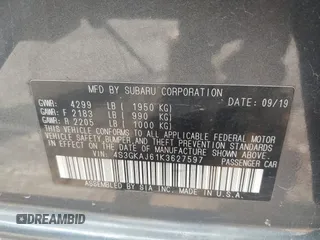 MFD BY SUBARU CORPORATION
GVWR: 4299 LB ( 1950 KG) DATE: 09/19
GAWR: F 2183 LB ( 990 KG)
R 2205 LB ( 1000 KG)
THIS VEHICLE CONFORMS TO ALL APPLICABLE FEDERAL MOTOR
VEHICLE SAFETY, BUMPER, AND THEFT PREVENTION STANDARDS
IN EFFECT ON THE DATE OF MANUFACTURE SHOWN ABOVE.
VIN: 4S3GKAJ61K3627597 PASSENGER CAR
ASSEMBLED BY SIA INC. MADE IN U.S.A.
DREAMBID